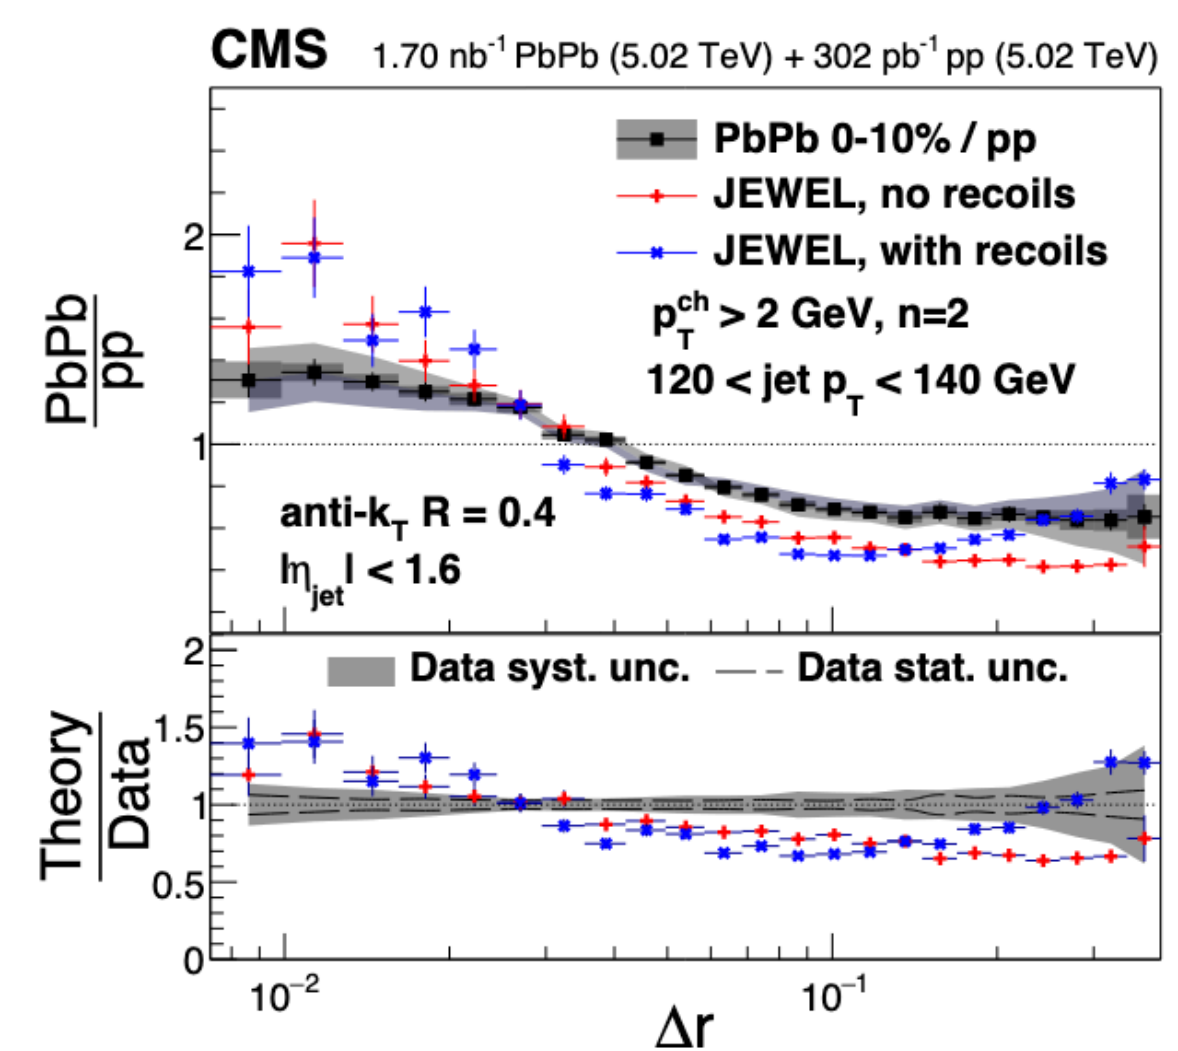 CMS 1.70 nb⁻¹ PbPb (5.02 TeV) + 302 pb⁻¹ pp (5.02 TeV)
PbPb 0-10% / pp
JEWEL, no recoils
JEWEL, with recoils
p_T^ch > 2 GeV, n=2
120 < jet p_T < 140 GeV
2
PbPb
pp
1
anti-k_T R = 0.4
|η_jet| < 1.6
Data syst. unc. Data stat. unc.
2
1.5
1
0.5
0
Theory
Data
10⁻² 10⁻¹
Δr